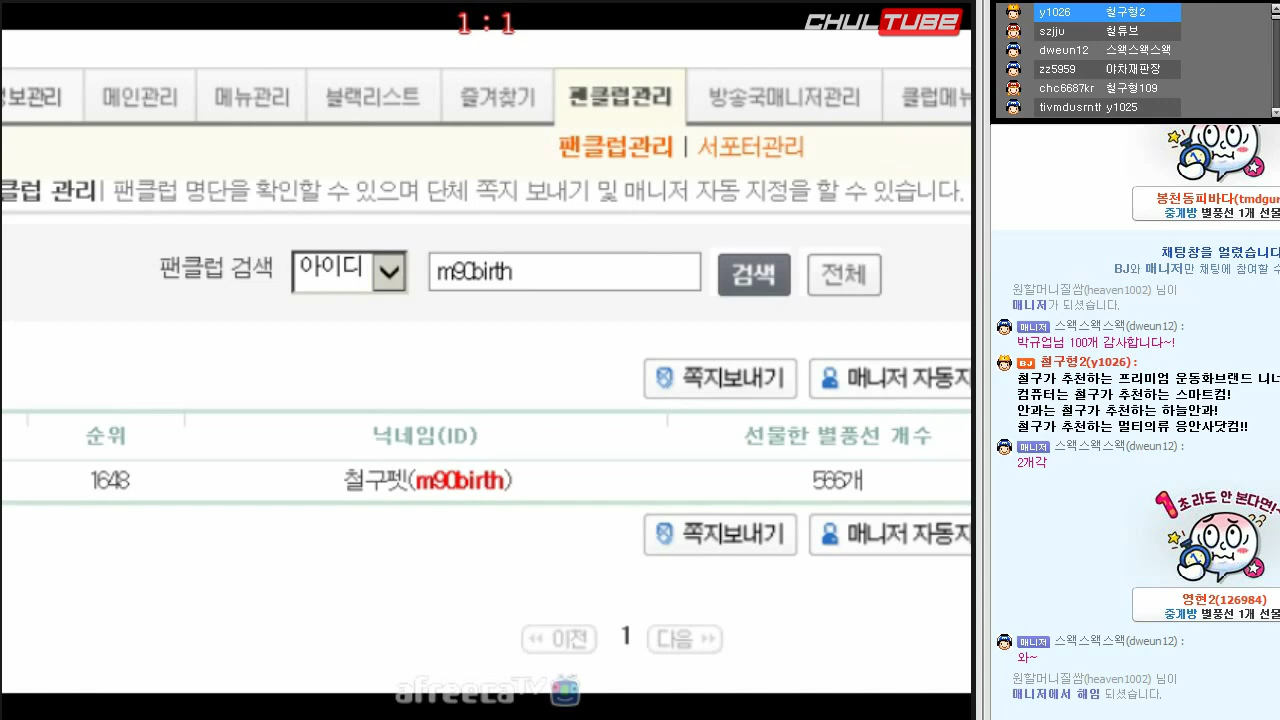 1 : 1
CHULTUBE
정보관리 메인관리 메뉴관리 블랙리스트 즐겨찾기 팬클럽관리 방송국매니저관리 클럽메뉴
팬클럽관리 | 서포터관리
클럽 관리| 팬클럽 명단을 확인할 수 있으며 단체 쪽지 보내기 및 매니저 자동 지정을 할 수 있습니다.
팬클럽 검색 아이디 m90birth 검색 전체
쪽지보내기 매니저 자동지
순위 닉네임(ID) 선물한 별풍선 개수
1648 철구펫(m90birth) 566개
쪽지보내기 매니저 자동지
이전 1 다음
afreecaTV
y1026 철구형2
szjju 철튜브
dweun12 스왝스왝스왝
zz5959 야차재판장
chc6687kr 철구형109
tivmdusrntl y1025
봉천동피바다(tmdgur
중계방 별풍선 1개 선물
채팅창을 얼렸습니다
BJ와 매니저만 채팅에 참여할 수
원할머니질쌈(heaven1002) 님이
매니저가 되셨습니다.
매니저 스왝스왝스왝(dweun12) :
박규업님 100개 감사합니다~!
BJ 철구형2(y1026) :
철구가 추천하는 프리미엄 운동화브랜드 니너
컴퓨터는 철구가 추천하는 스마트컴!
안과는 철구가 추천하는 하늘안과!
철구가 추천하는 멀티의류 응안사닷컴!!
매니저 스왝스왝스왝(dweun12) :
2개각
1초라도 안 본다면~
영현2(126984)
중계방 별풍선 1개 선물
매니저 스왝스왝스왝(dweun12) :
와~
원할머니질쌈(heaven1002) 님이
매니저에서 해임 되셨습니다.